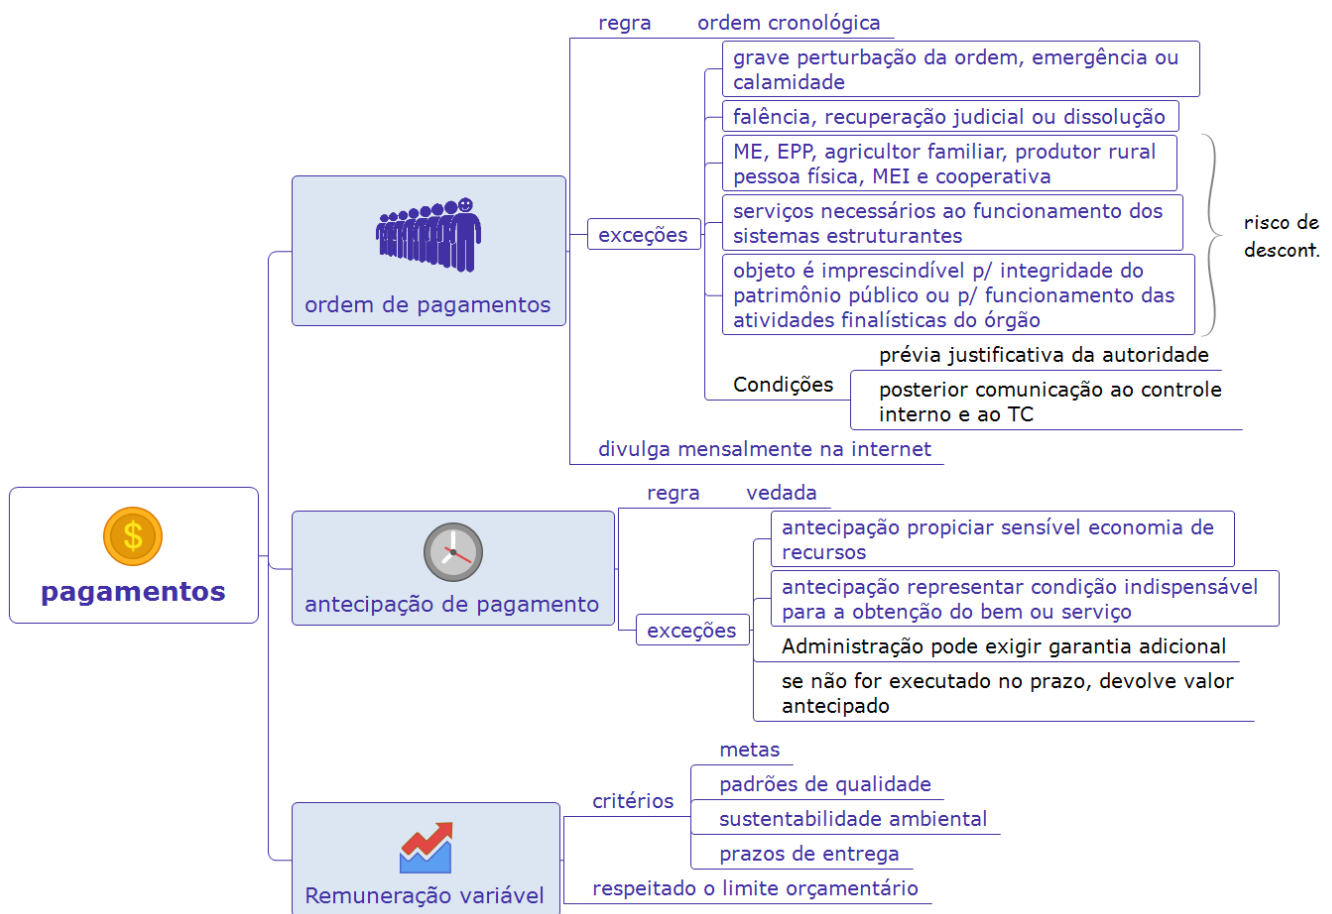 pagamentos
ordem de pagamentos
regra
ordem cronológica
exceções
grave perturbação da ordem, emergência ou
calamidade
falência, recuperação judicial ou dissolução
ME, EPP, agricultor familiar, produtor rural
pessoa física, MEI e cooperativa
serviços necessários ao funcionamento dos
sistemas estruturantes
objeto é imprescindível p/ integridade do
patrimônio público ou p/ funcionamento das
atividades finalísticas do órgão
risco de
descont.
Condições
prévia justificativa da autoridade
posterior comunicação ao controle
interno e ao TC
divulga mensalmente na internet
antecipação de pagamento
regra
vedada
exceções
antecipação propiciar sensível economia de
recursos
antecipação representar condição indispensável
para a obtenção do bem ou serviço
Administração pode exigir garantia adicional
se não for executado no prazo, devolve valor
antecipado
Remuneração variável
critérios
metas
padrões de qualidade
sustentabilidade ambiental
prazos de entrega
respeitado o limite orçamentário